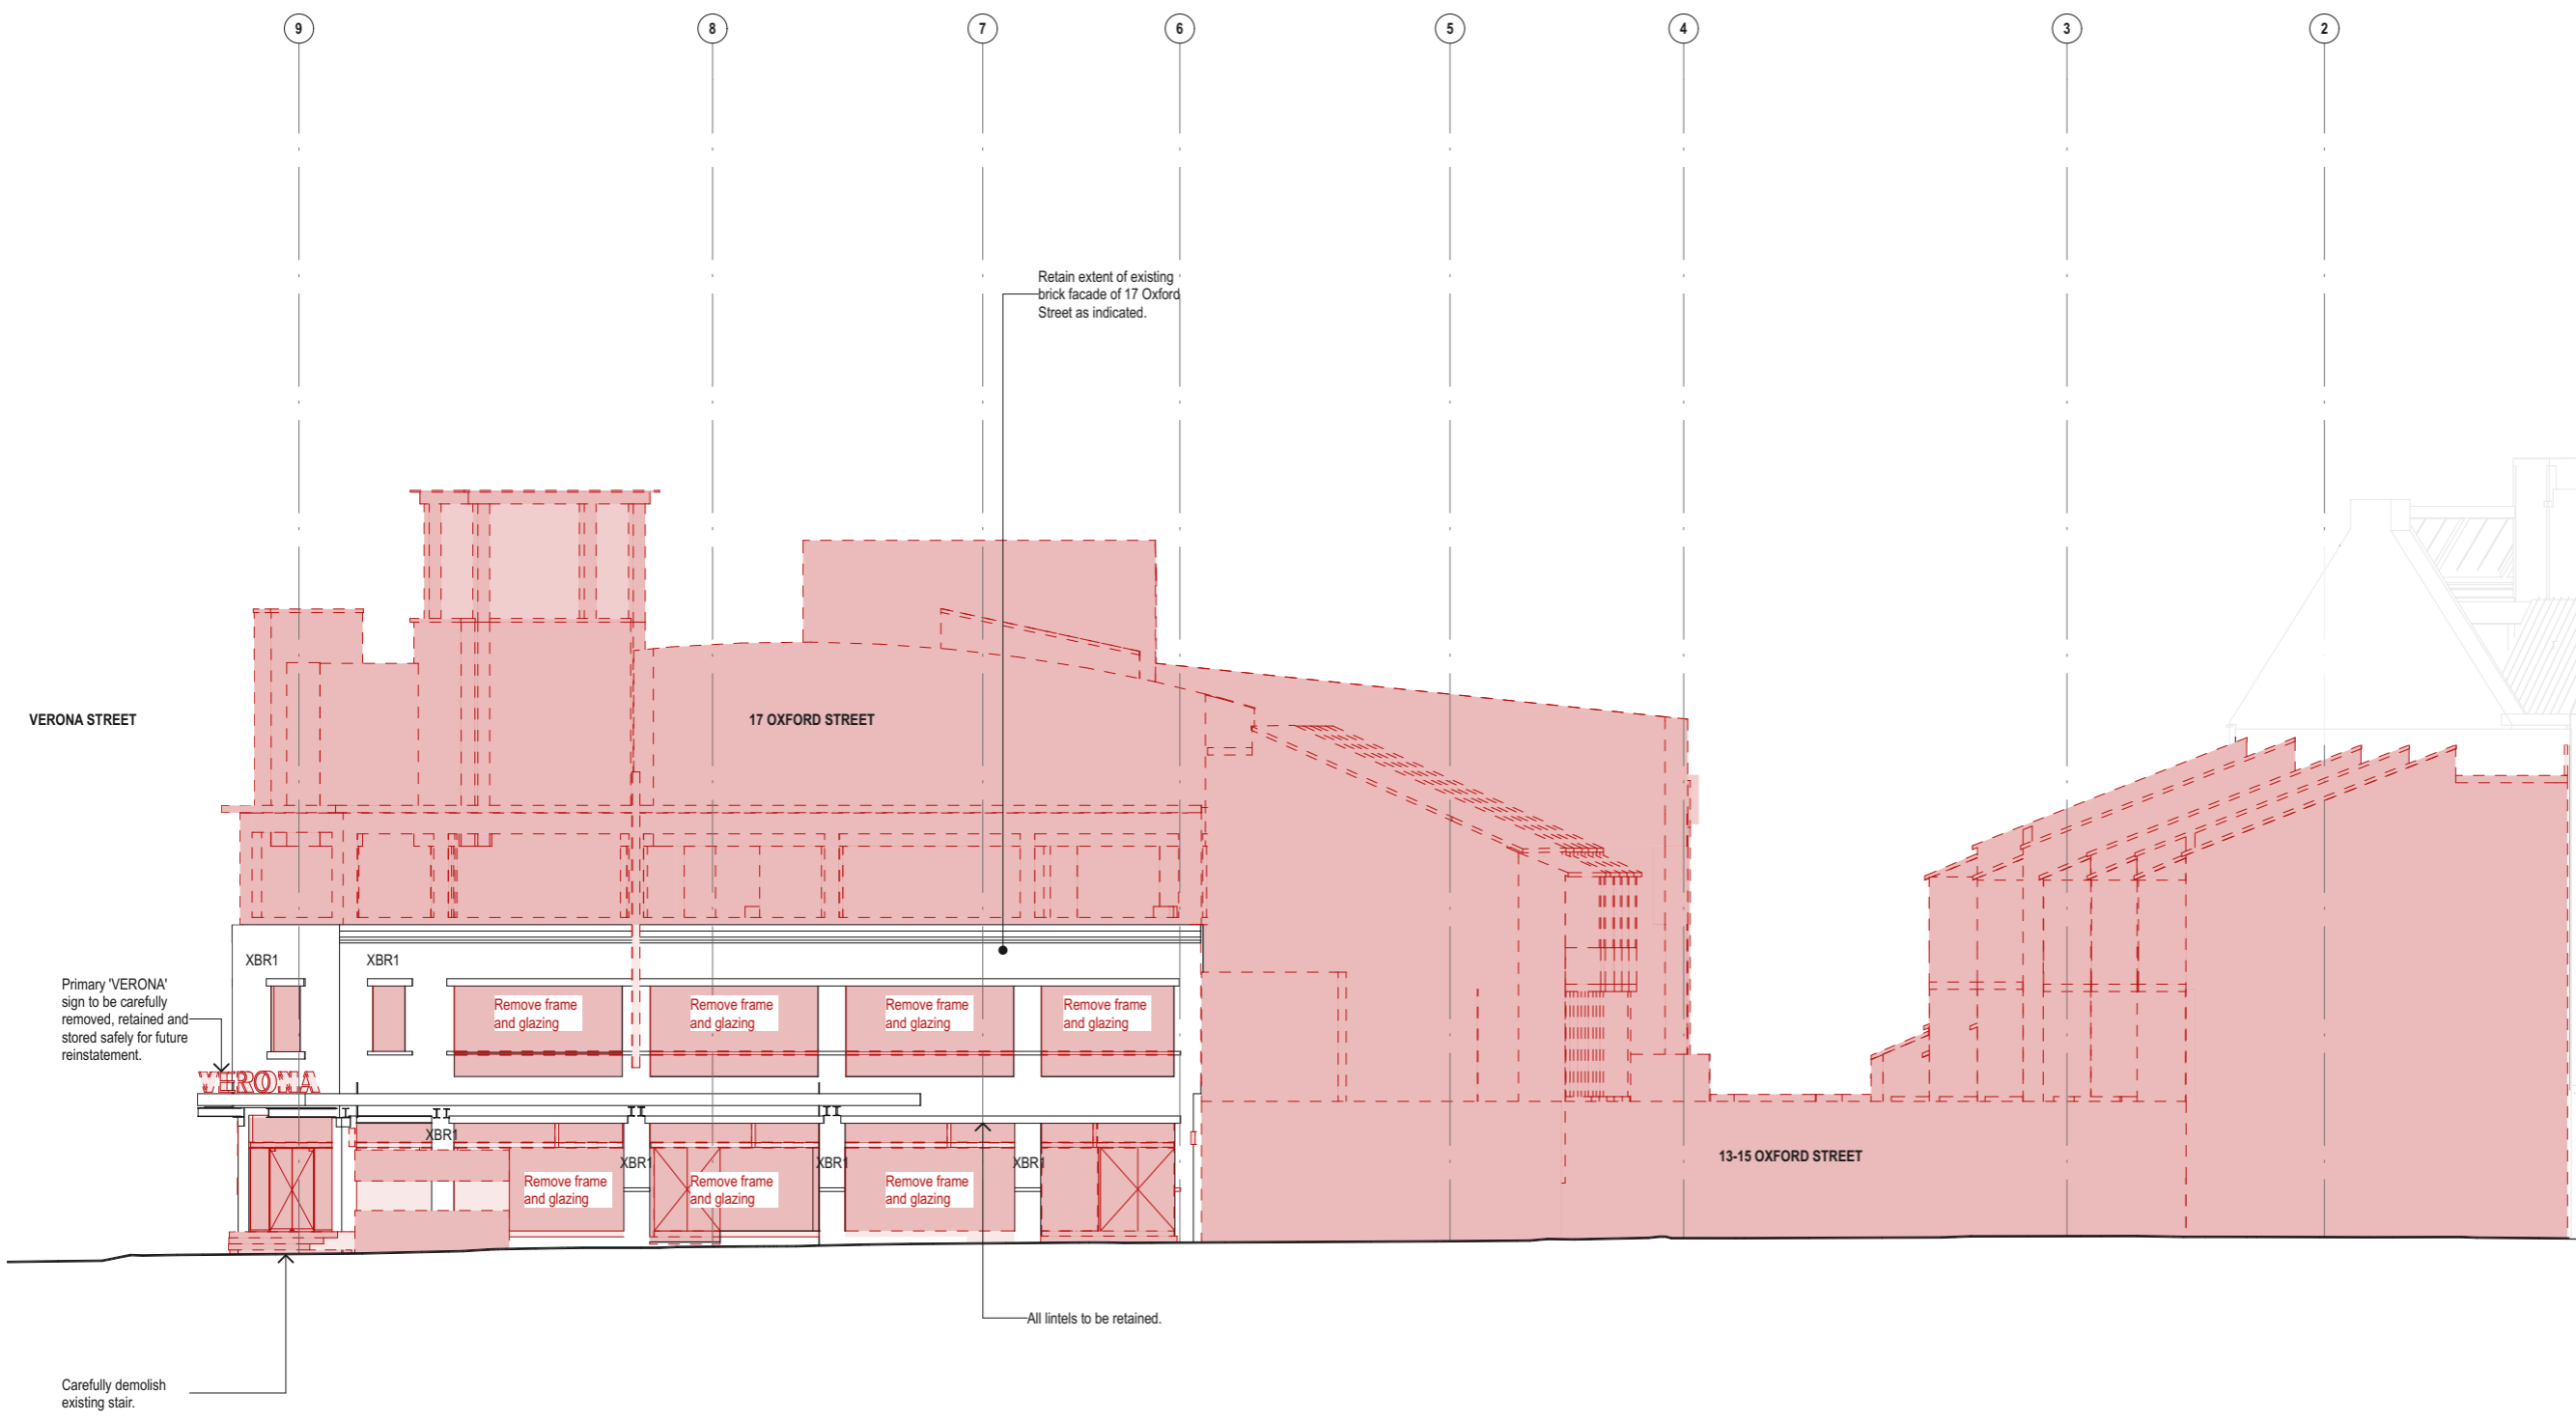 9
8
7
6
5
4
3
2
Retain extent of existing
brick facade of 17 Oxford
Street as indicated.
VERONA STREET
17 OXFORD STREET
XBR1
XBR1
Primary 'VERONA'
sign to be carefully
removed, retained and
stored safely for future
reinstatement.
Remove frame
and glazing
Remove frame
and glazing
Remove frame
and glazing
Remove frame
and glazing
VERONA
XBR1
XBR1
XBR1
XBR1
Remove frame
and glazing
Remove frame
and glazing
Remove frame
and glazing
13-15 OXFORD STREET
All lintels to be retained.
Carefully demolish
existing stair.